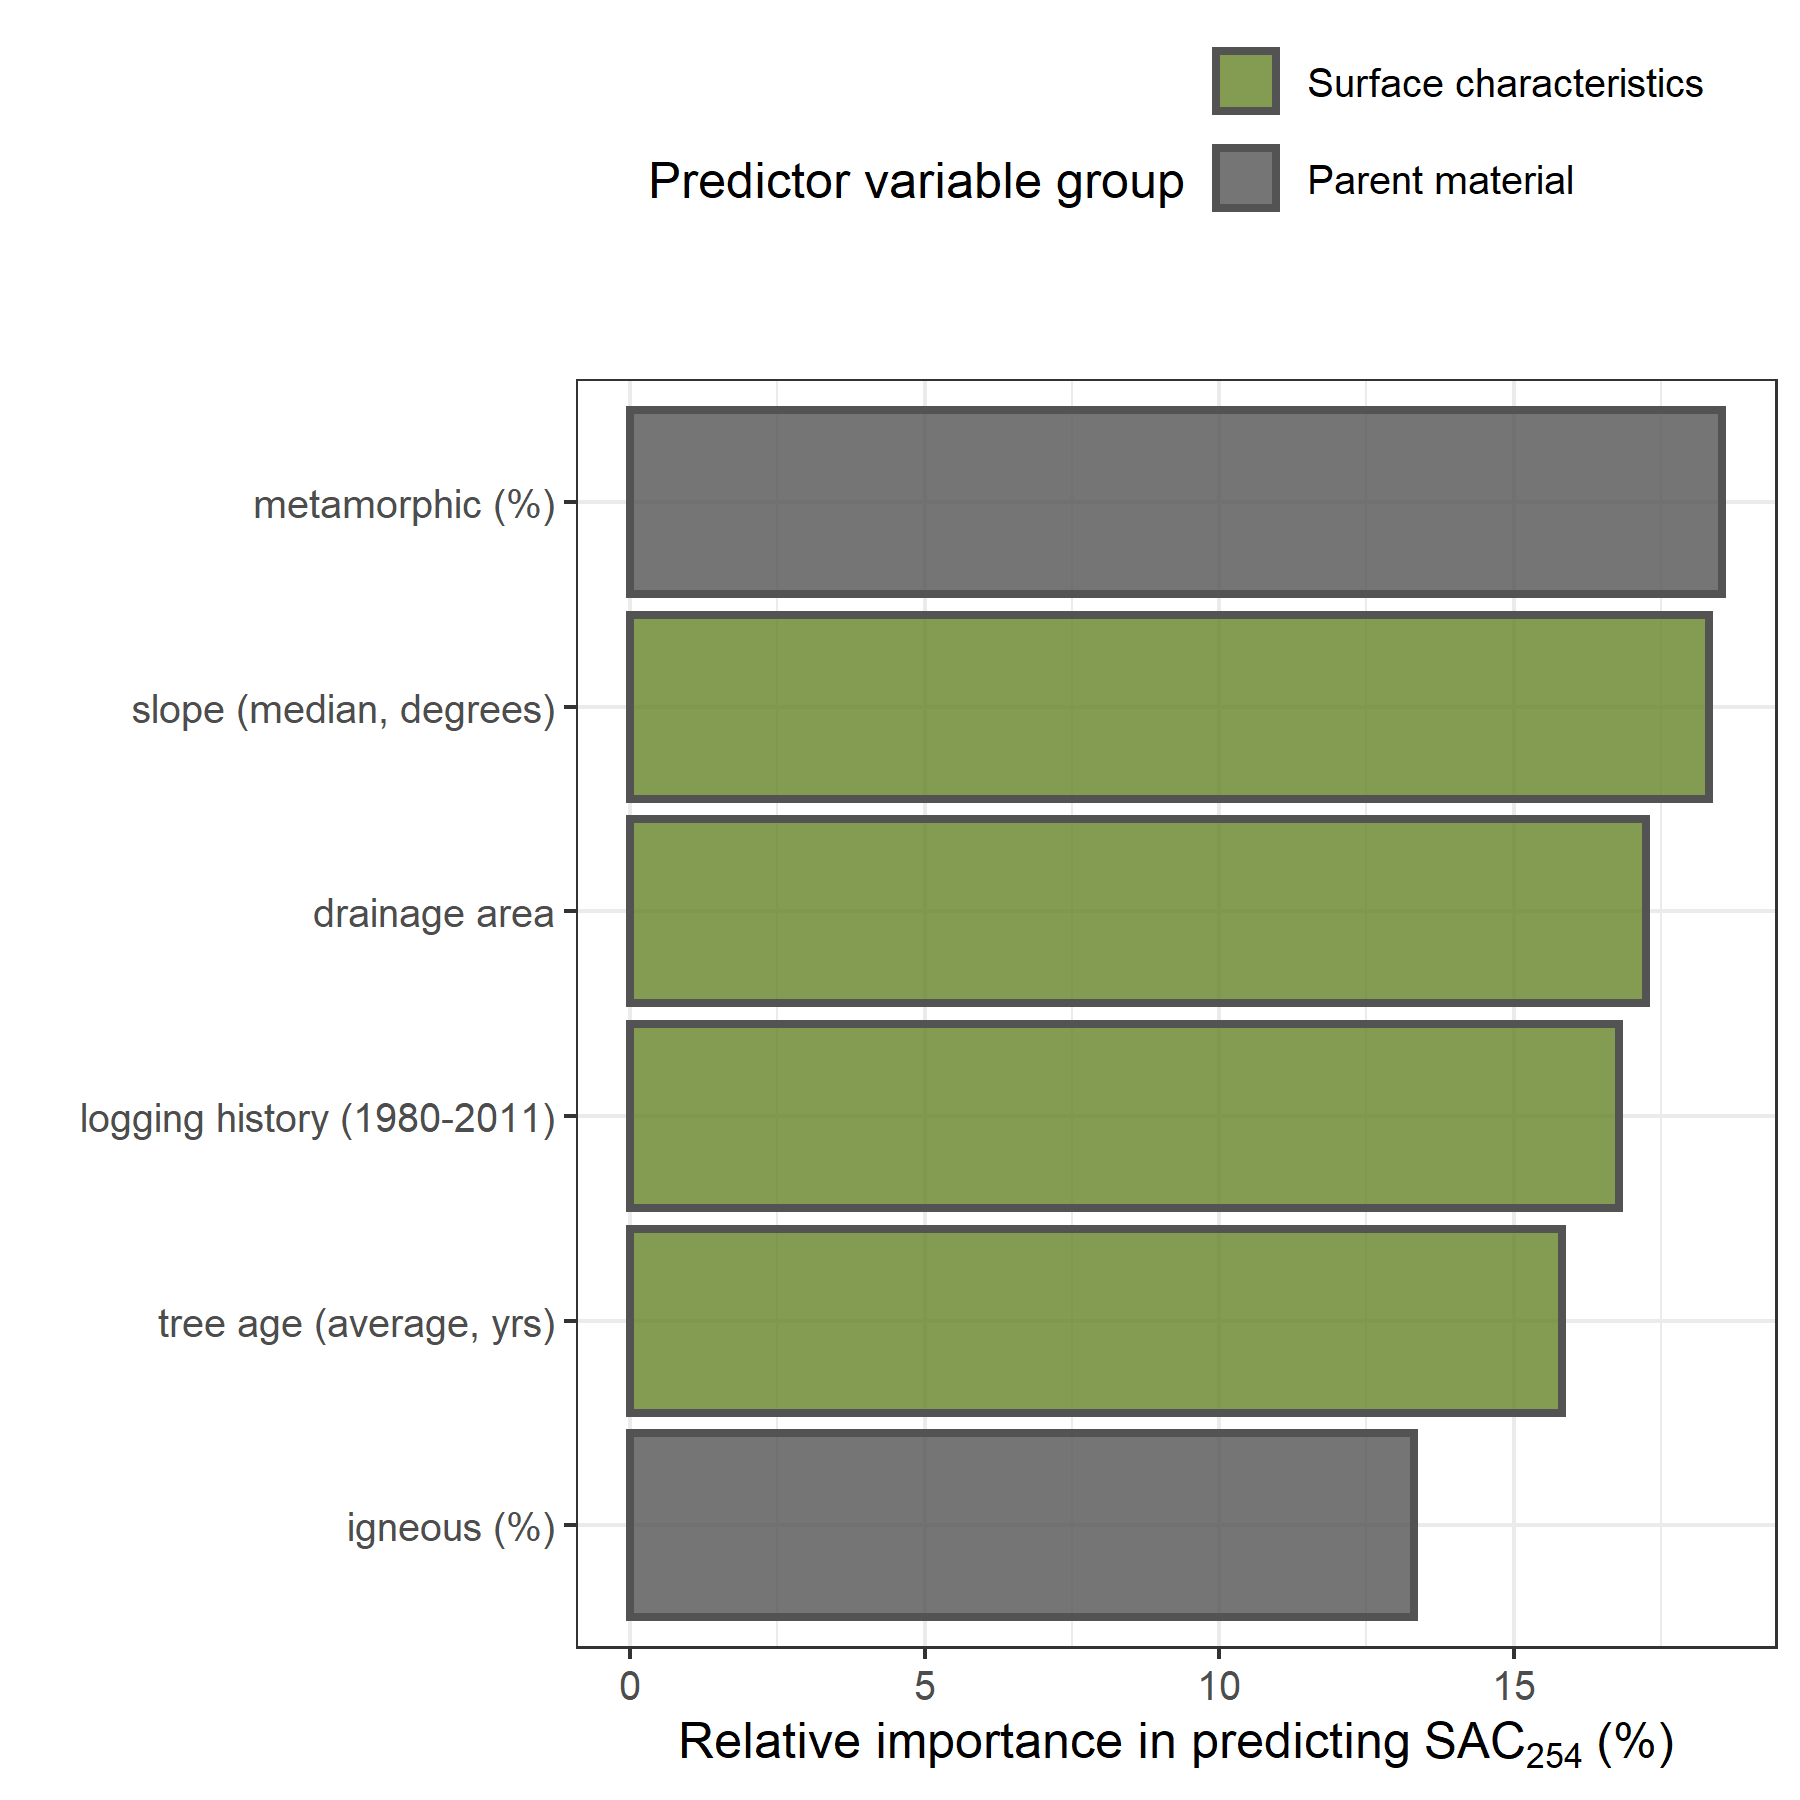 Surface characteristics
Predictor variable group
Parent material
metamorphic (%)
slope (median, degrees)
drainage area
logging history (1980-2011)
tree age (average, yrs)
igneous (%)
0 5 10 15
Relative importance in predicting SAC₂₅₄ (%)